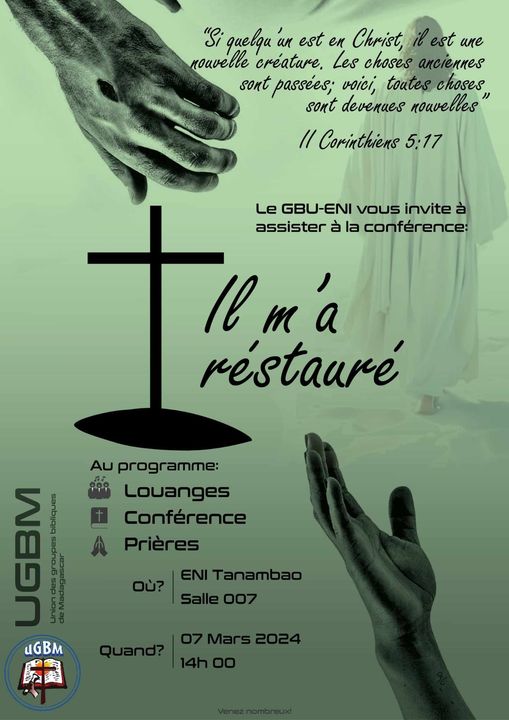 “Si quelqu'un est en Christ, il est une
nouvelle créature. Les choses anciennes
sont passées; voici, toutes choses
sont devenues nouvelles”
II Corinthiens 5:17
Le GBU-ENI vous invite à
assister à la conférence:
Il m'a
réstauré
Au programme:
Louanges
Conférence
Prières
Où?
ENI Tanambao
Salle 007
Quand?
07 Mars 2024
14h 00
UGBM
Union des groupes bibliques
de Madagascar
uGBM
Venez nombreux!